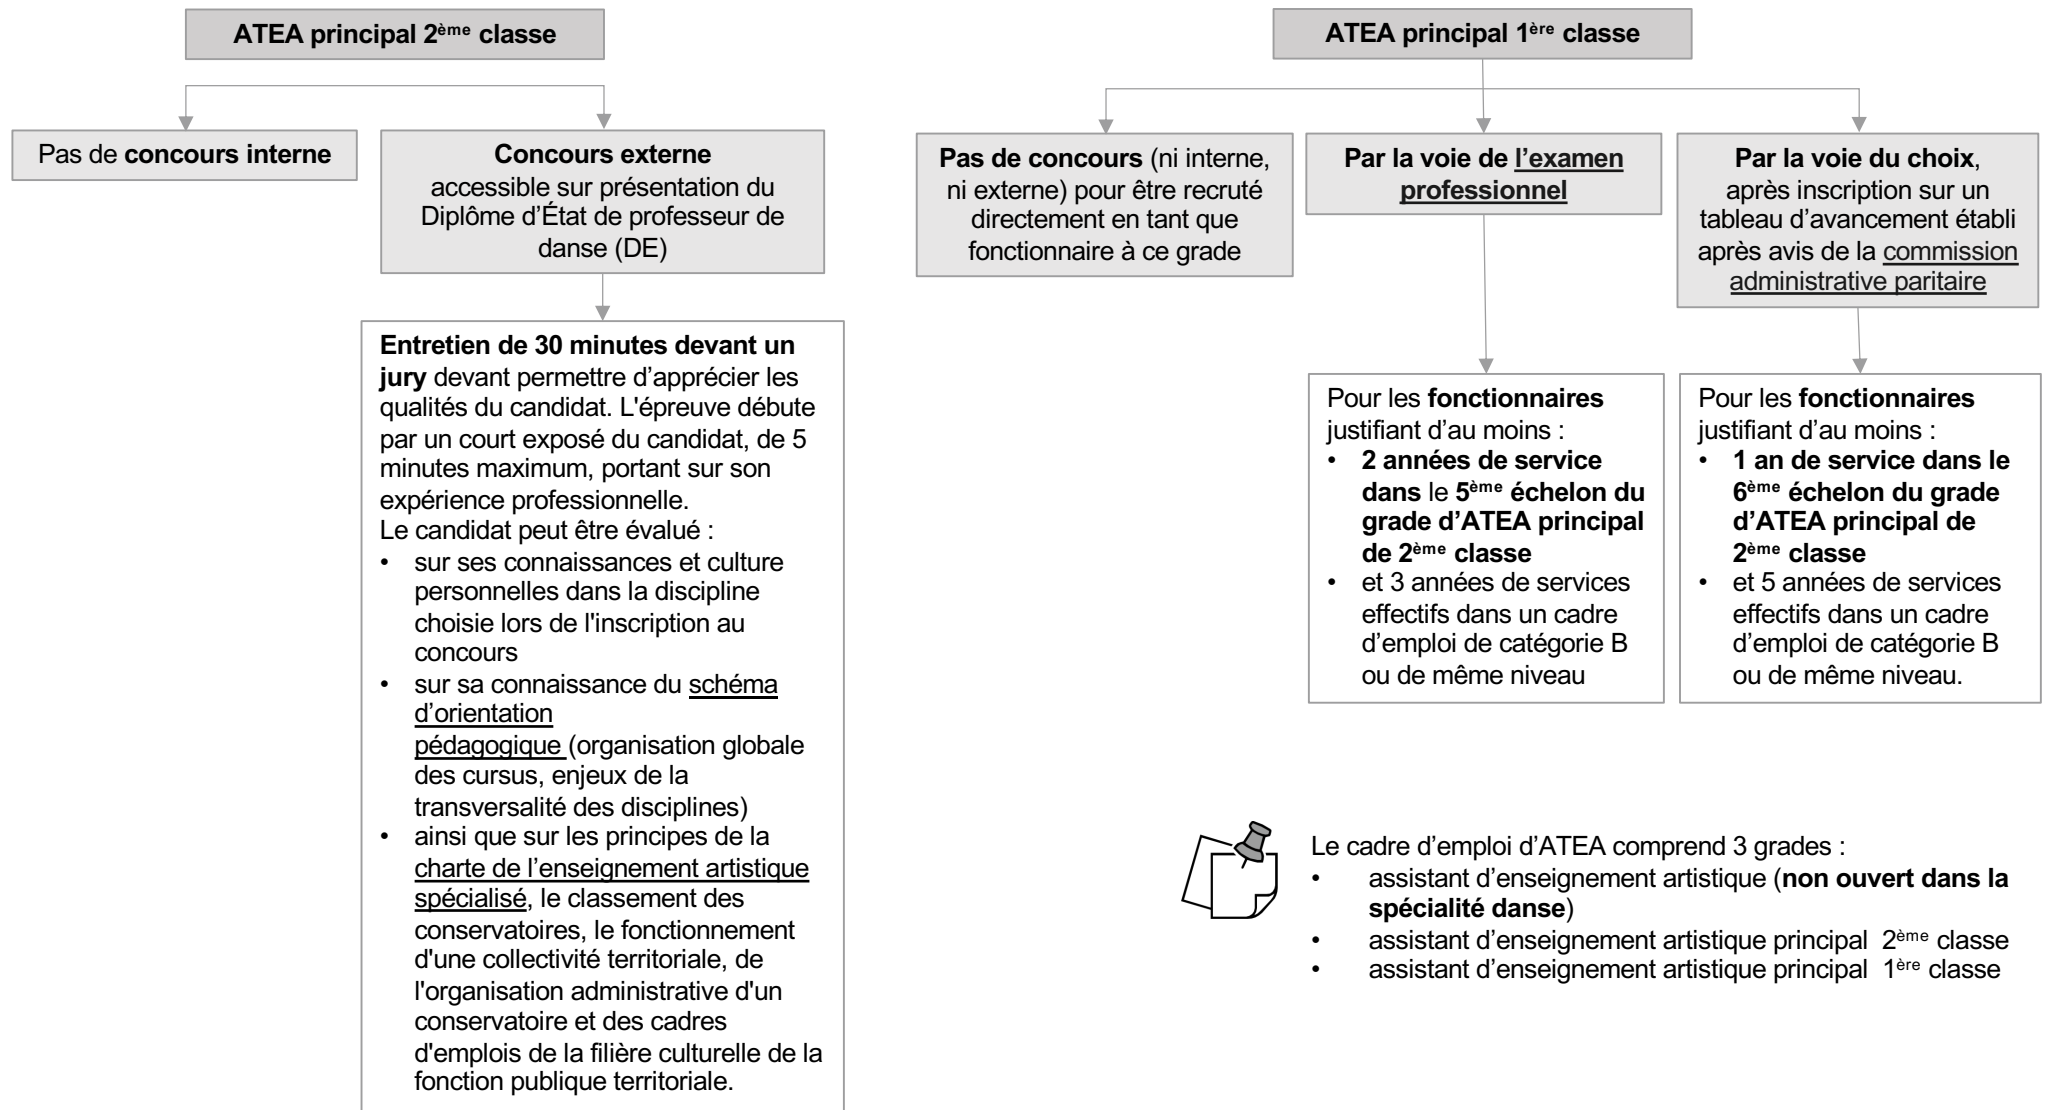 ATEA principal 2ème classe
Pas de concours interne
Concours externe
accessible sur présentation du
Diplôme d’État de professeur de
danse (DE)
Entretien de 30 minutes devant un
jury devant permettre d’apprécier les
qualités du candidat. L'épreuve débute
par un court exposé du candidat, de 5
minutes maximum, portant sur son
expérience professionnelle.
Le candidat peut être évalué :
• sur ses connaissances et culture
personnelles dans la discipline
choisie lors de l'inscription au
concours
• sur sa connaissance du schéma
d’orientation
pédagogique (organisation globale
des cursus, enjeux de la
transversalité des disciplines)
• ainsi que sur les principes de la
charte de l’enseignement artistique
spécialisé, le classement des
conservatoires, le fonctionnement
d'une collectivité territoriale, de
l'organisation administrative d'un
conservatoire et des cadres
d'emplois de la filière culturelle de la
fonction publique territoriale.
ATEA principal 1ère classe
Pas de concours (ni interne,
ni externe) pour être recruté
directement en tant que
fonctionnaire à ce grade
Par la voie de l’examen
professionnel
Pour les fonctionnaires
justifiant d’au moins :
• 2 années de service
dans le 5ème échelon du
grade d’ATEA principal
de 2ème classe
• et 3 années de services
effectifs dans un cadre
d’emploi de catégorie B
ou de même niveau
Par la voie du choix,
après inscription sur un
tableau d’avancement établi
après avis de la commission
administrative paritaire
Pour les fonctionnaires
justifiant d’au moins :
• 1 an de service dans le
6ème échelon du grade
d’ATEA principal de
2ème classe
• et 5 années de services
effectifs dans un cadre
d’emploi de catégorie B
ou de même niveau.
Le cadre d’emploi d’ATEA comprend 3 grades :
• assistant d’enseignement artistique (non ouvert dans la
spécialité danse)
• assistant d’enseignement artistique principal 2ème classe
• assistant d’enseignement artistique principal 1ère classe